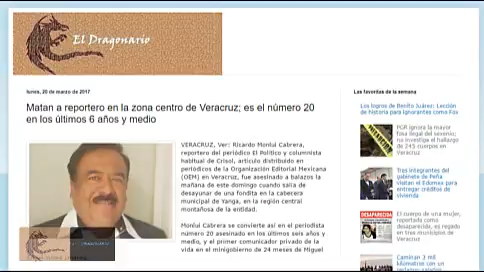 El Dragonario
lunes, 20 de marzo de 2017
Matan a reportero en la zona centro de Veracruz; es el número 20
en los últimos 6 años y medio
VERACRUZ, Ver: Ricardo Monlui Cabrera,
reportero del periódico El Político y columnista
habitual de Crisol, artículo distribuido en
periódicos de la Organización Editorial Mexicana
(OEM) en Veracruz, fue asesinado a balazos la
mañana de este domingo cuando salía de
desayunar de una fondita en la cabecera
municipal de Yanga, en la región central
montañosa de la entidad.
Monlui Cabrera se convierte así en el periodista
número 20 asesinado en los últimos seis años y
medio, y el primer comunicador privado de la
vida en el minigobierno de 24 meses de Miguel
Las favoritas de la semana
Los logros de Benito Juárez: Lección
de historia para ignorantes como Fox
PGR ignora la mayor
fosa ilegal del sexenio;
no investiga el hallazgo
de 245 cuerpos en
Veracruz
Tres integrantes del
gabinete de Peña
visitan el Edomex para
entregar créditos de
vivienda
DESAPARECIDA
El cuerpo de una mujer,
reportada como
desaparecida, es regado
en tres municipios de
Veracruz
Caminan 3 mil
kilómetros con un